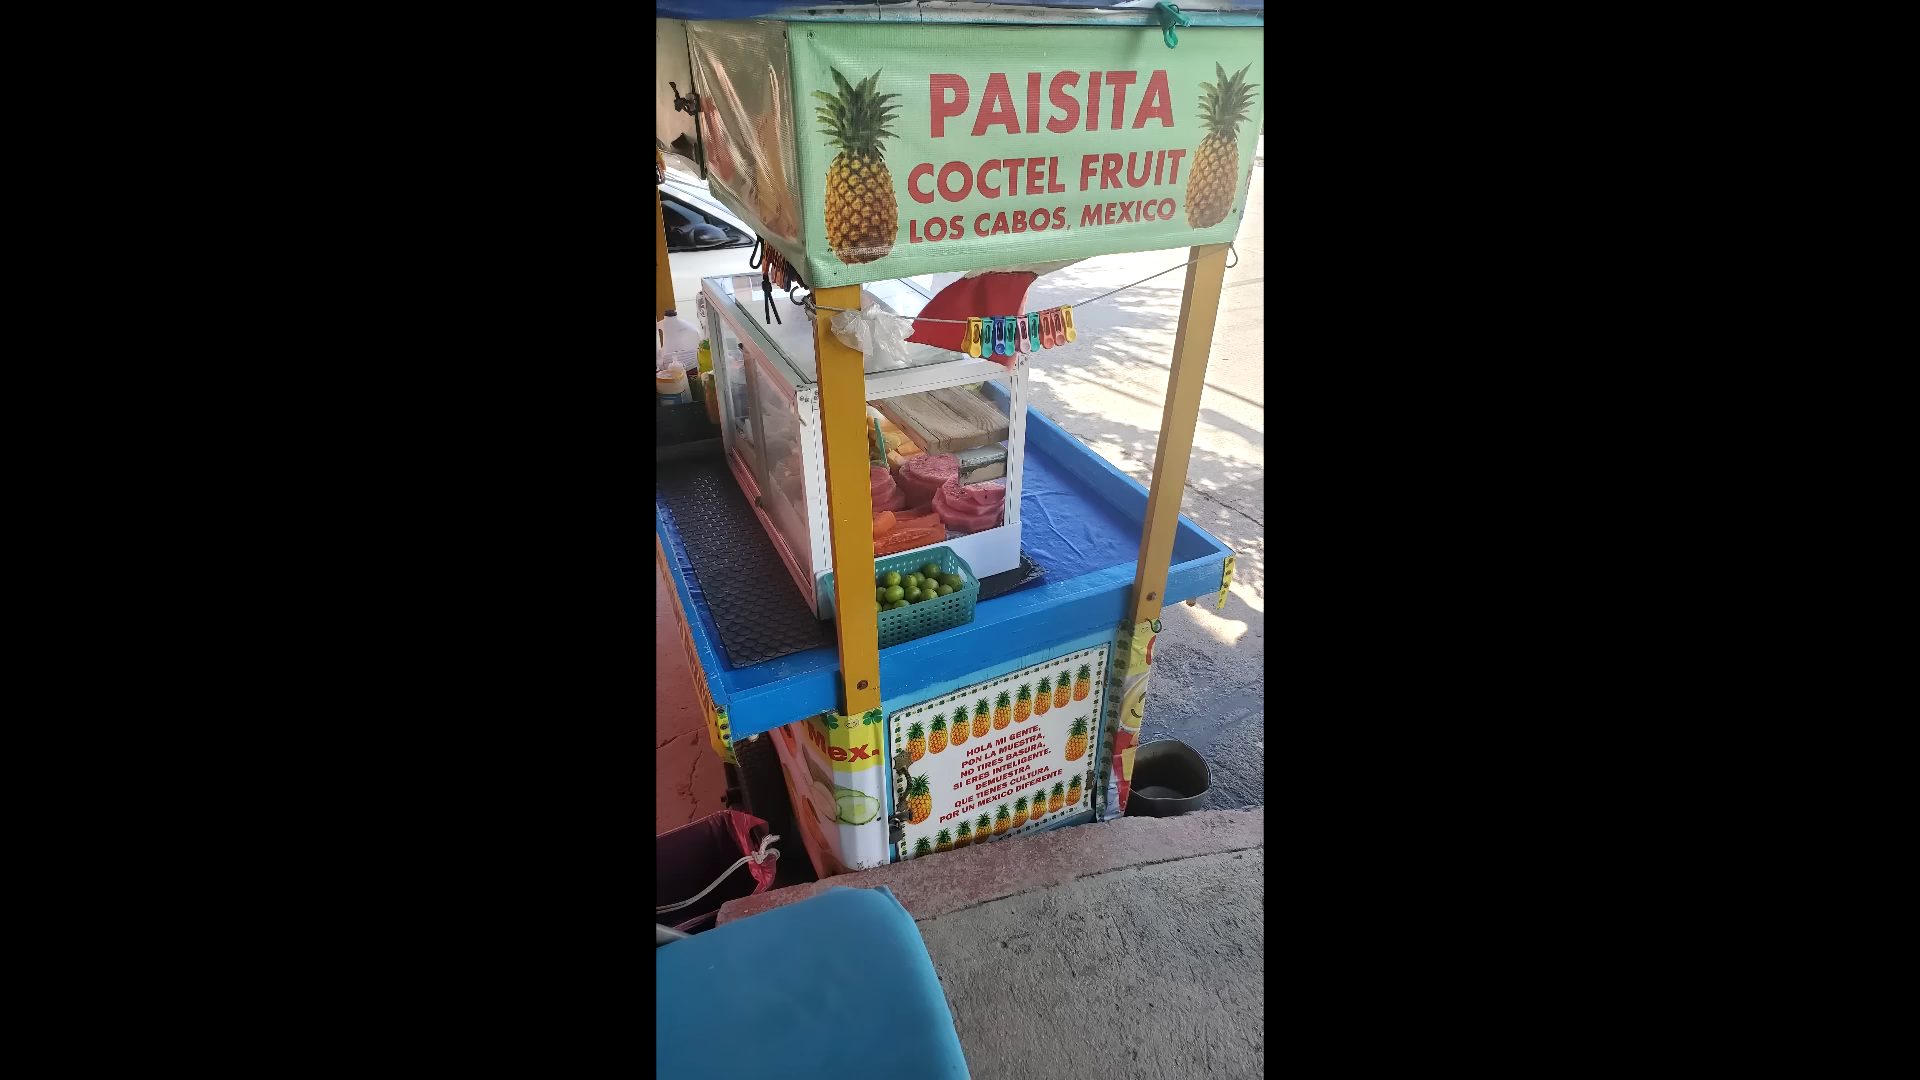 PAISITA
COCTEL FRUIT
LOS CABOS, MEXICO
Mex.
HOLA MI GENTE,
PON LA MUESTRA,
NO TIRES BASURA.
SI ERES INTELIGENTE.
DEMUESTRA
QUE TIENES CULTURA
POR UN MEXICO DIFERENTE